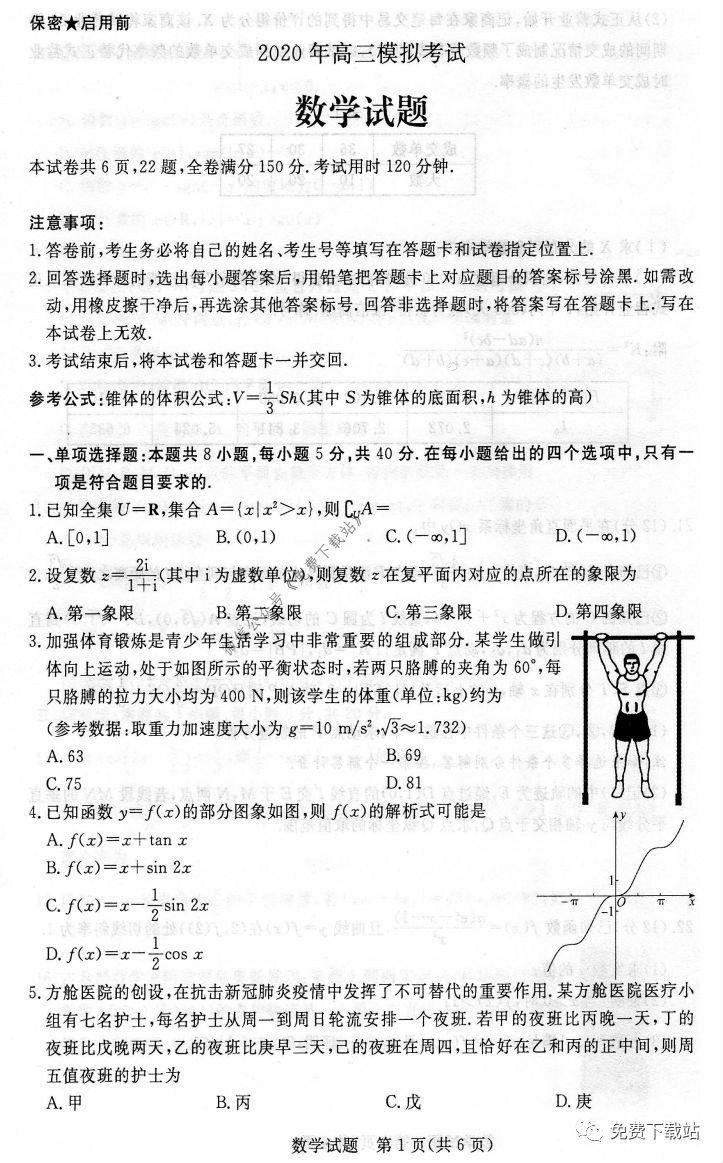 保密★启用前
2020年高三模拟考试
数学试题
本试卷共6页,22题,全卷满分150分.考试用时120分钟.
注意事项:
1.答卷前,考生务必将自己的姓名、考生号等填写在答题卡和试卷指定位置上.
2.回答选择题时,选出每小题答案后,用铅笔把答题卡上对应题目的答案标号涂黑.如需改
动,用橡皮擦干净后,再选涂其他答案标号.回答非选择题时,将答案写在答题卡上.写在
本试卷上无效.
3.考试结束后,将本试卷和答题卡一并交回.
参考公式:锥体的体积公式:V=1/3Sh(其中S为锥体的底面积,h为锥体的高)
一、单项选择题:本题共8小题,每小题5分,共40分.在每小题给出的四个选项中,只有一
项是符合题目要求的.
1.已知全集U=R,集合A={x|x²>x},则∁UA=
A.[0,1] B.(0,1) C.(-∞,1] D.(-∞,1)
2.设复数z=2i/(1+i)(其中i为虚数单位),则复数z在复平面内对应的点所在的象限为
A.第一象限 B.第二象限 C.第三象限 D.第四象限
3.加强体育锻炼是青少年生活学习中非常重要的组成部分.某学生做引
体向上运动,处于如图所示的平衡状态时,若两只胳膊的夹角为60°,每
只胳膊的拉力大小均为400 N,则该学生的体重(单位:kg)约为
(参考数据:取重力加速度大小为g=10 m/s²,√3≈1.732)
A.63 B.69
C.75 D.81
4.已知函数y=f(x)的部分图象如图,则f(x)的解析式可能是
A.f(x)=x+tan x
B.f(x)=x+sin 2x
C.f(x)=x-1/2sin 2x
D.f(x)=x-1/2cos x
y
1
-π O π x
-1
5.方舱医院的创设,在抗击新冠肺炎疫情中发挥了不可替代的重要作用.某方舱医院医疗小
组有七名护士,每名护士从周一到周日轮流安排一个夜班.若甲的夜班比丙晚一天,丁的
夜班比戊晚两天,乙的夜班比庚早三天,己的夜班在周四,且恰好在乙和丙的正中间,则周
五值夜班的护士为
A.甲 B.丙 C.戊 D.庚
数学试题 第1页(共6页)
免费下载站